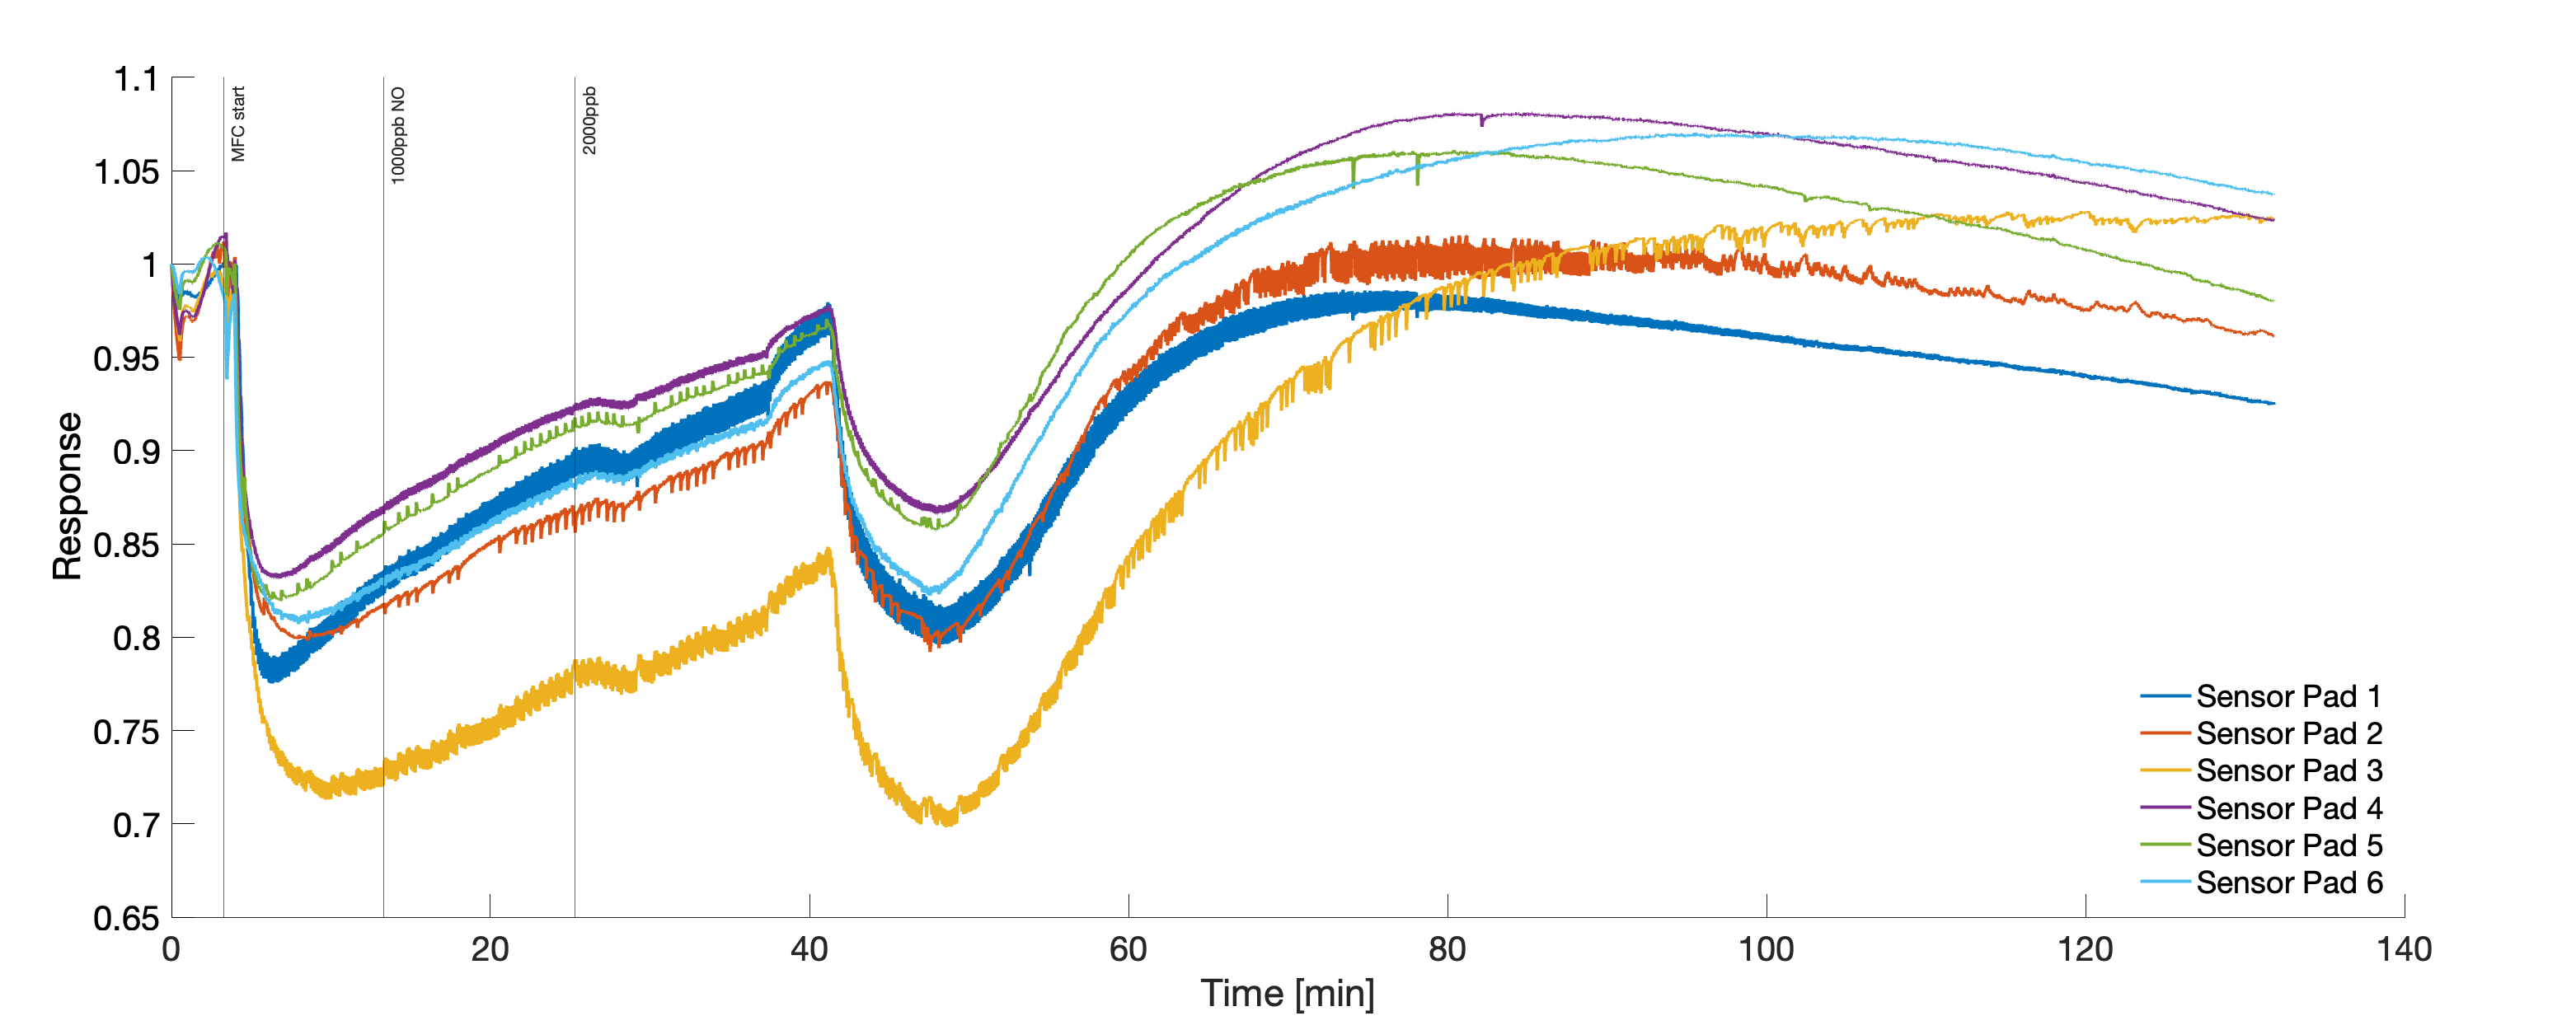 1.1
1.05
1
0.95
0.9
0.85
0.8
0.75
0.7
0.65
Response
MFC start
1000ppb NO
2000ppb
Sensor Pad 1
Sensor Pad 2
Sensor Pad 3
Sensor Pad 4
Sensor Pad 5
Sensor Pad 6
0 20 40 60 80 100 120 140
Time [min]